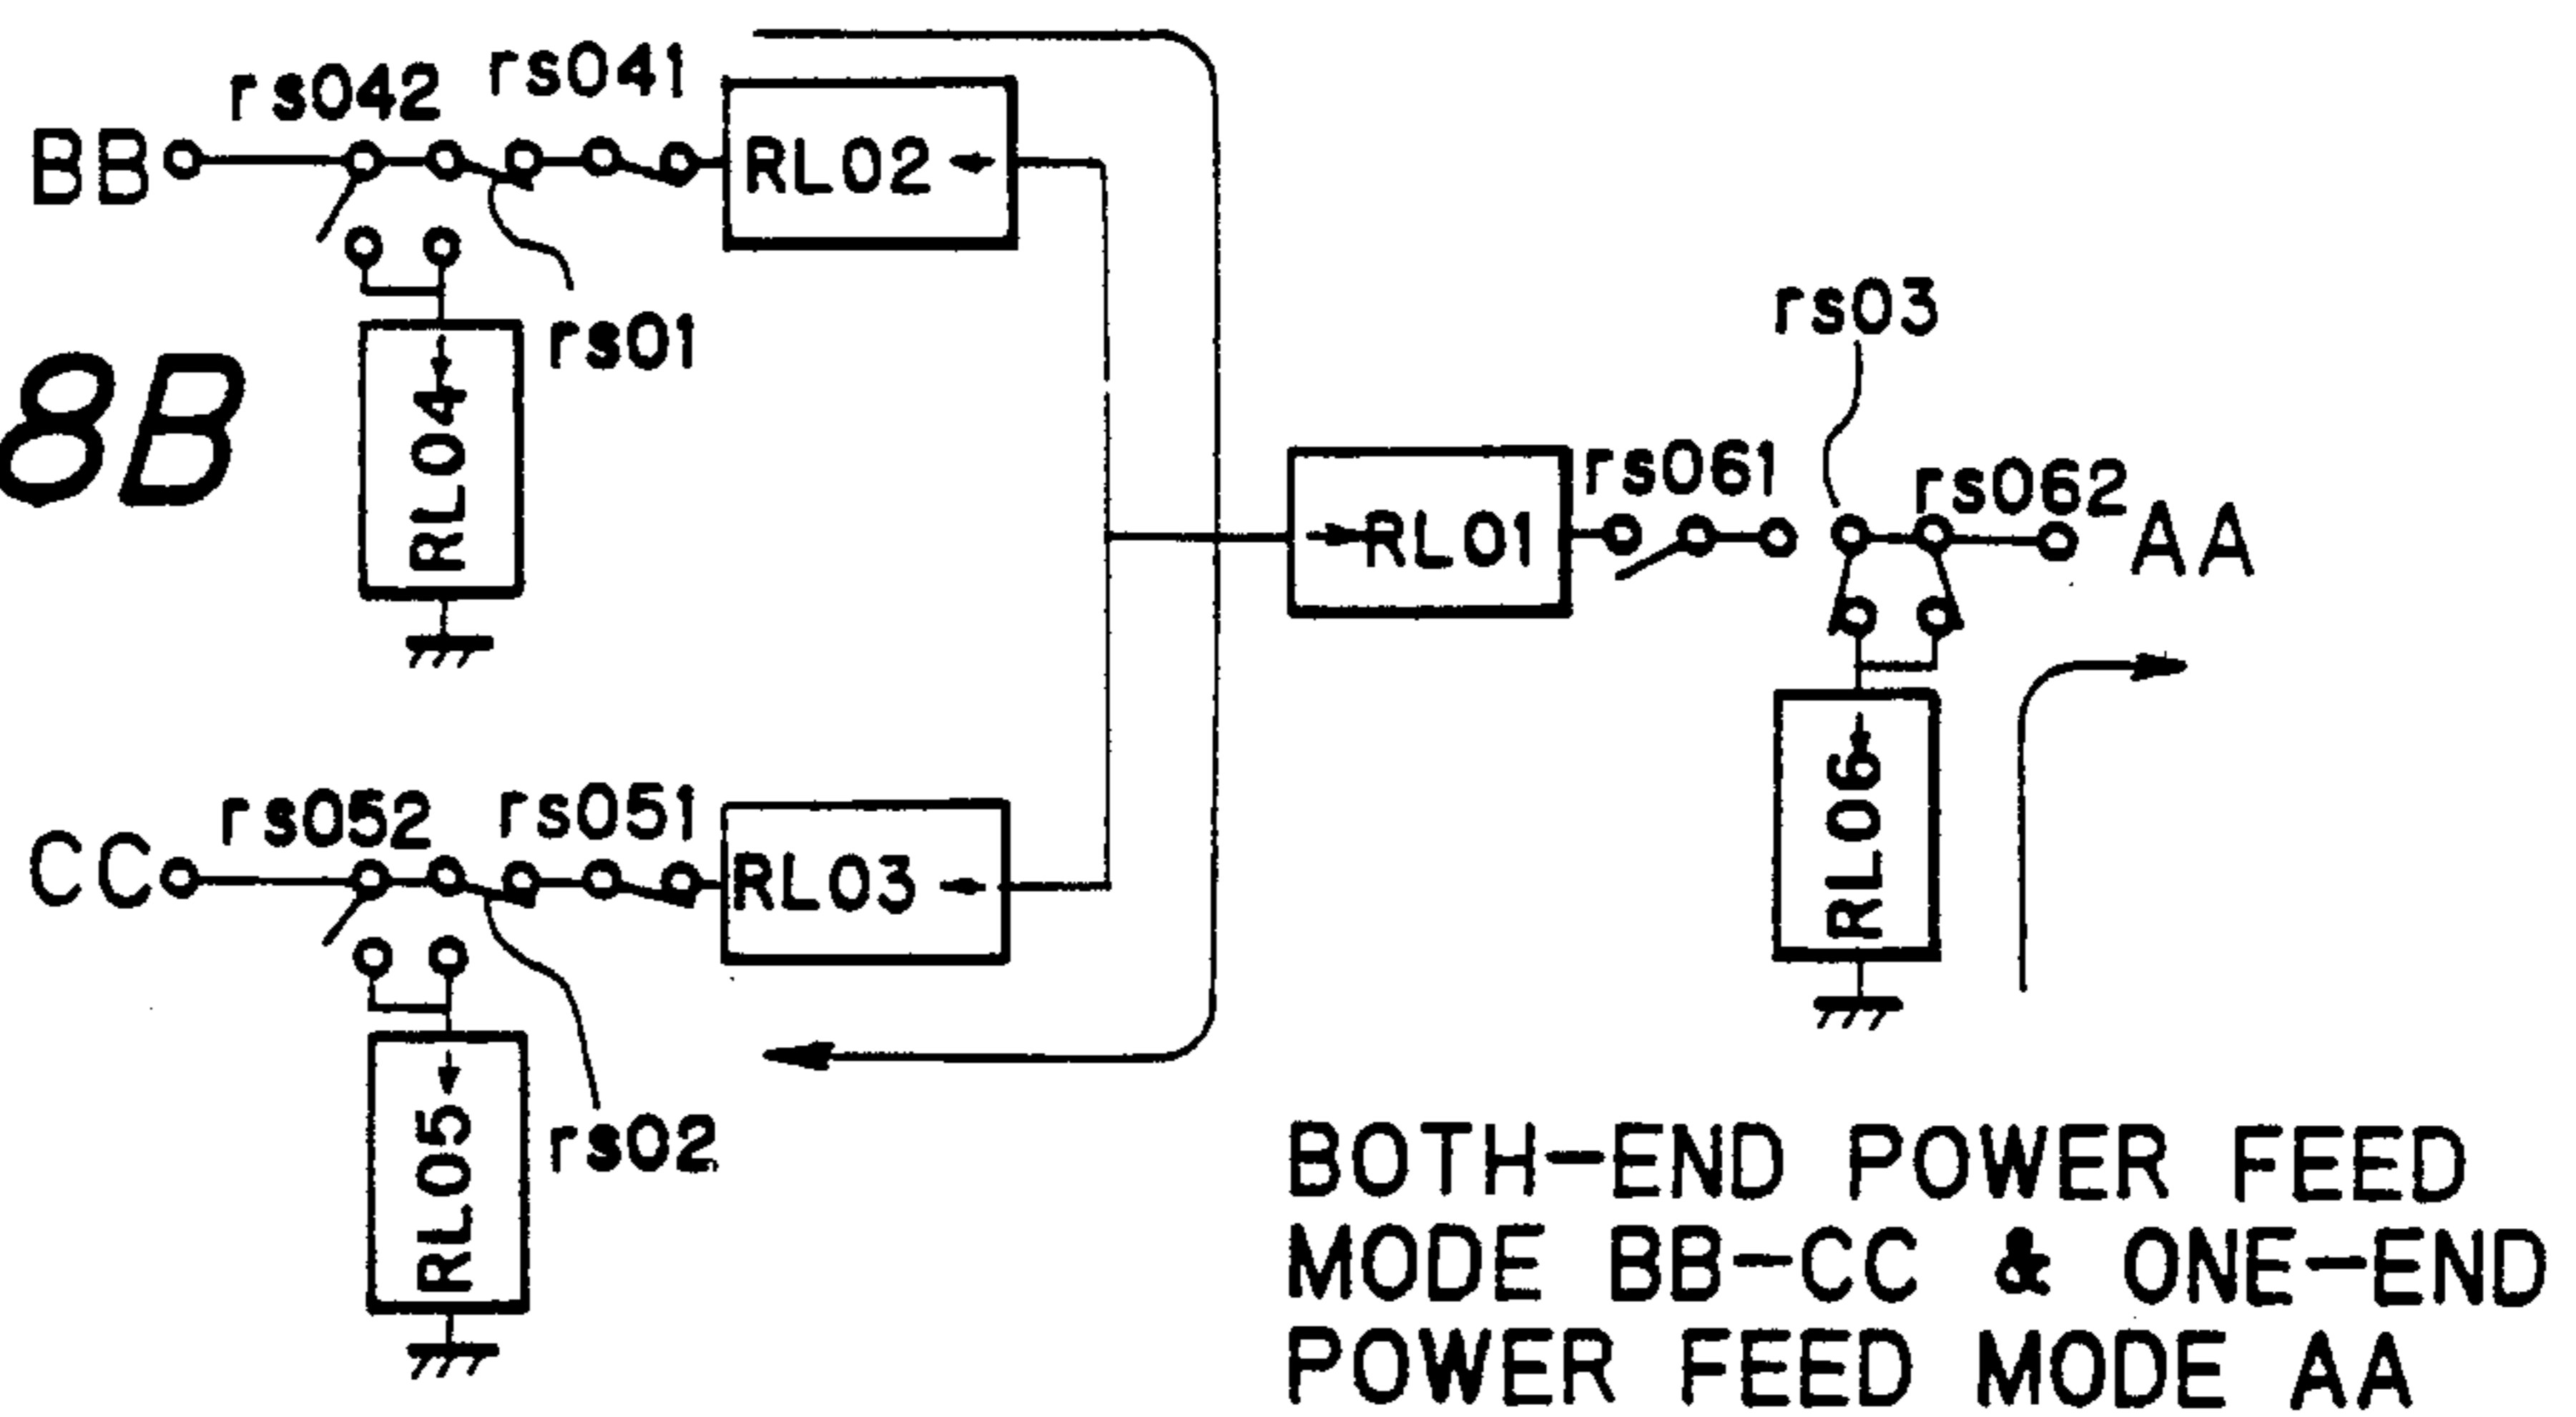 rs042
rs041
BB
RL02
rs01
RL04
8B
rs03
RL01
rs061
rs062
AA
RL06
rs052
rs051
CC
RL03
RL05
rs02
BOTH-END POWER FEED
MODE BB-CC & ONE-END
POWER FEED MODE AA